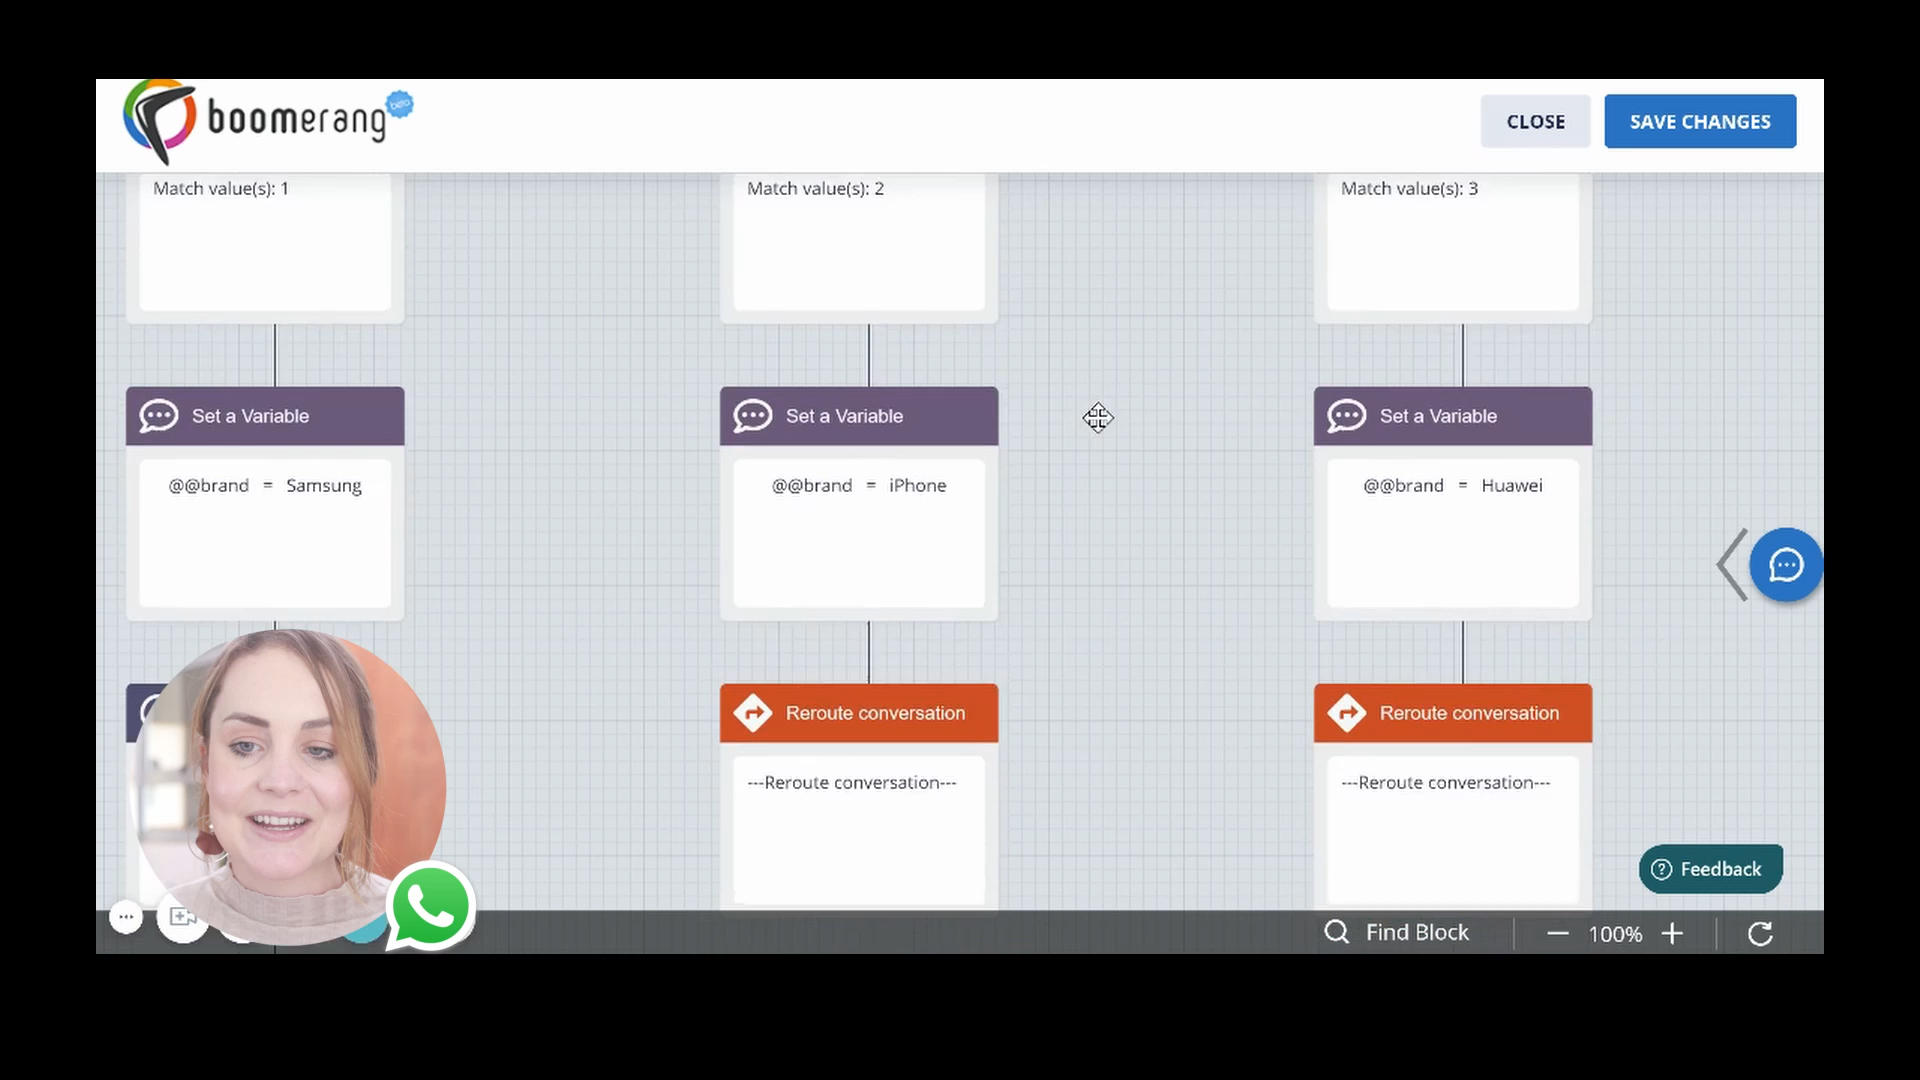 boomerang
beta
CLOSE
SAVE CHANGES
Match value(s): 1
Match value(s): 2
Match value(s): 3
Set a Variable
Set a Variable
Set a Variable
@@brand = Samsung
@@brand = iPhone
@@brand = Huawei
Reroute conversation
Reroute conversation
---Reroute conversation---
---Reroute conversation---
Feedback
Find Block
100%